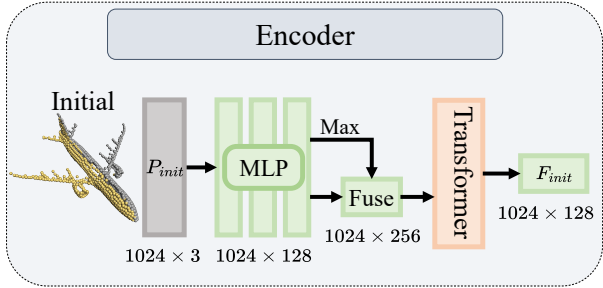 Encoder
Initial
P_init
1024 × 3
MLP
1024 × 128
Max
Fuse
1024 × 256
Transformer
F_init
1024 × 128